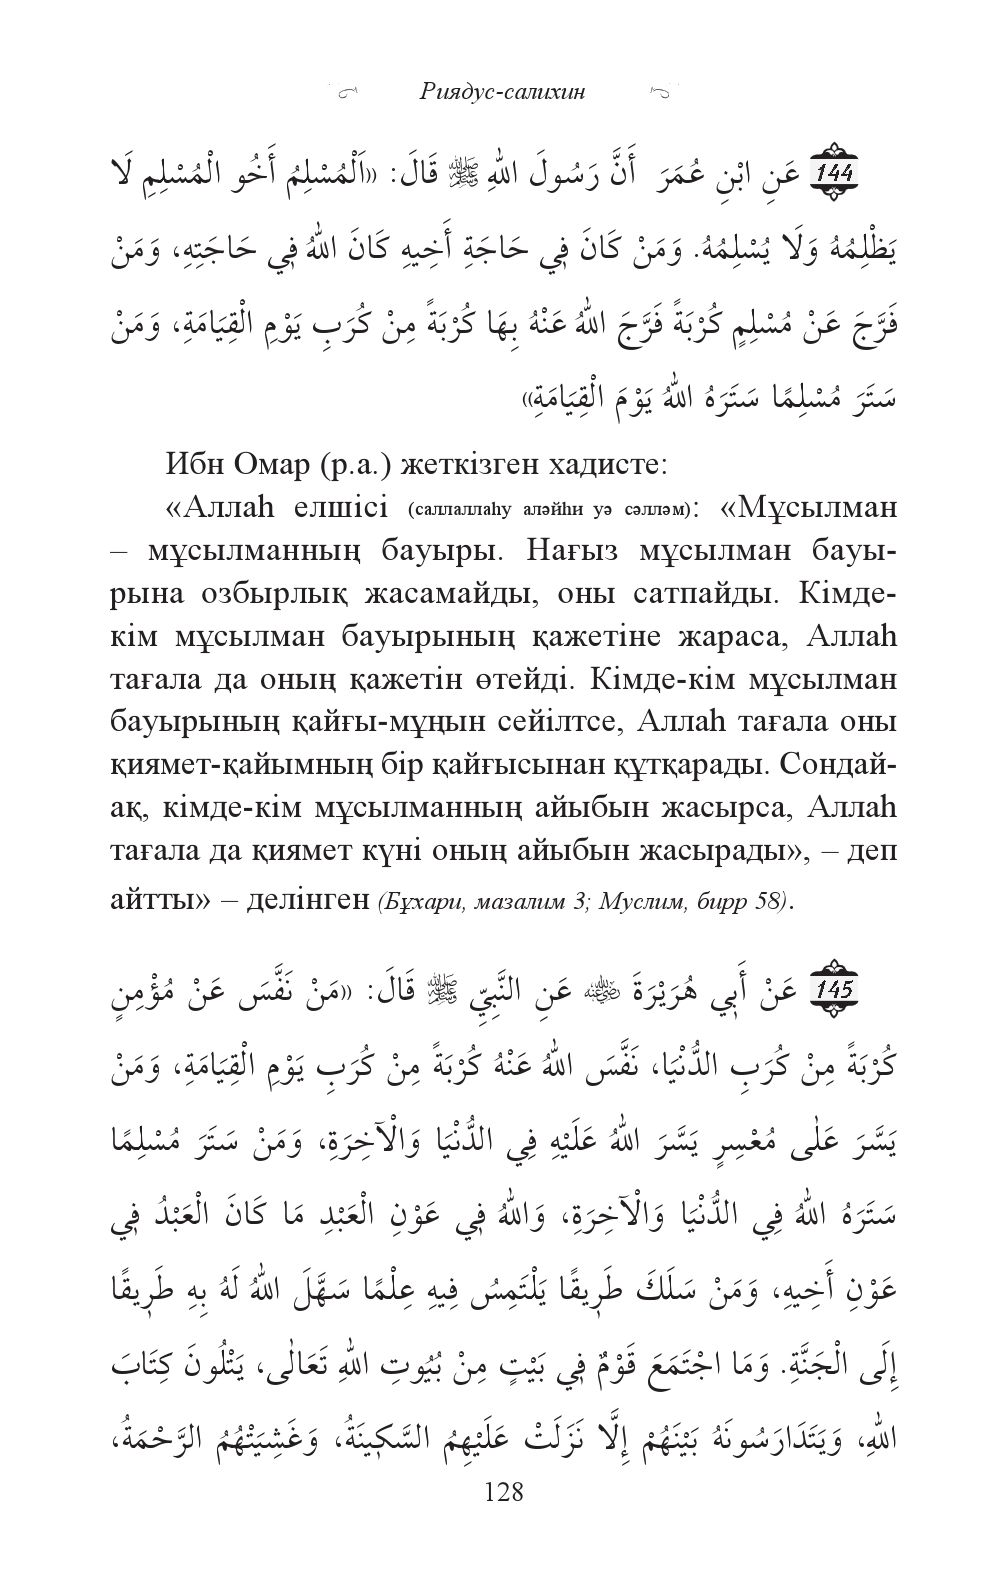 Риядус-салихин
144 عَنِ ابْنِ عُمَرَ أَنَّ رَسُولَ اللهِ ﷺ قَالَ: «اَلْمُسْلِمُ أَخُو الْمُسْلِمِ لَا
يَظْلِمُهُ وَلَا يُسْلِمُهُ. وَمَنْ كَانَ فِي حَاجَةِ أَخِيهِ كَانَ اللهُ فِي حَاجَتِهِ، وَمَنْ
فَرَّجَ عَنْ مُسْلِمٍ كُرْبَةً فَرَّجَ اللهُ عَنْهُ بِهَا كُرْبَةً مِنْ كُرَبِ يَوْمِ الْقِيَامَةِ، وَمَنْ
سَتَرَ مُسْلِمًا سَتَرَهُ اللهُ يَوْمَ الْقِيَامَةِ»
Ибн Омар (р.а.) жеткізген хадисте:
«Аллаһ елшісі (саллаллаһу аләйһи уә сәлләм): «Мұсылман
– мұсылманның бауыры. Нағыз мұсылман бауы-
рына озбырлық жасамайды, оны сатпайды. Кімде-
кім мұсылман бауырының қажетіне жараса, Аллаһ
тағала да оның қажетін өтейді. Кімде-кім мұсылман
бауырының қайғы-мұңын сейілтсе, Аллаһ тағала оны
қиямет-қайымның бір қайғысынан құтқарады. Сондай-
ақ, кімде-кім мұсылманның айыбын жасырса, Аллаһ
тағала да қиямет күні оның айыбын жасырады», – деп
айтты» – делінген (Бұхари, мазалим 3; Муслим, бирр 58).
145 عَنْ أَبِي هُرَيْرَةَ رضي الله عنه عَنِ النَّبِيِّ ﷺ قَالَ: «مَنْ نَفَّسَ عَنْ مُؤْمِنٍ
كُرْبَةً مِنْ كُرَبِ الدُّنْيَا، نَفَّسَ اللهُ عَنْهُ كُرْبَةً مِنْ كُرَبِ يَوْمِ الْقِيَامَةِ، وَمَنْ
يَسَّرَ عَلٰى مُعْسِرٍ يَسَّرَ اللهُ عَلَيْهِ فِي الدُّنْيَا وَالْآخِرَةِ، وَمَنْ سَتَرَ مُسْلِمًا
سَتَرَهُ اللهُ فِي الدُّنْيَا وَالْآخِرَةِ، وَاللهُ فِي عَوْنِ الْعَبْدِ مَا كَانَ الْعَبْدُ فِي
عَوْنِ أَخِيهِ، وَمَنْ سَلَكَ طَرِيقًا يَلْتَمِسُ فِيهِ عِلْمًا سَهَّلَ اللهُ لَهُ بِهِ طَرِيقًا
إِلَى الْجَنَّةِ. وَمَا اجْتَمَعَ قَوْمٌ فِي بَيْتٍ مِنْ بُيُوتِ اللهِ تَعَالٰى، يَتْلُونَ كِتَابَ
اللهِ، وَيَتَدَارَسُونَهُ بَيْنَهُمْ إِلَّا نَزَلَتْ عَلَيْهِمُ السَّكِينَةُ، وَغَشِيَتْهُمُ الرَّحْمَةُ،
128